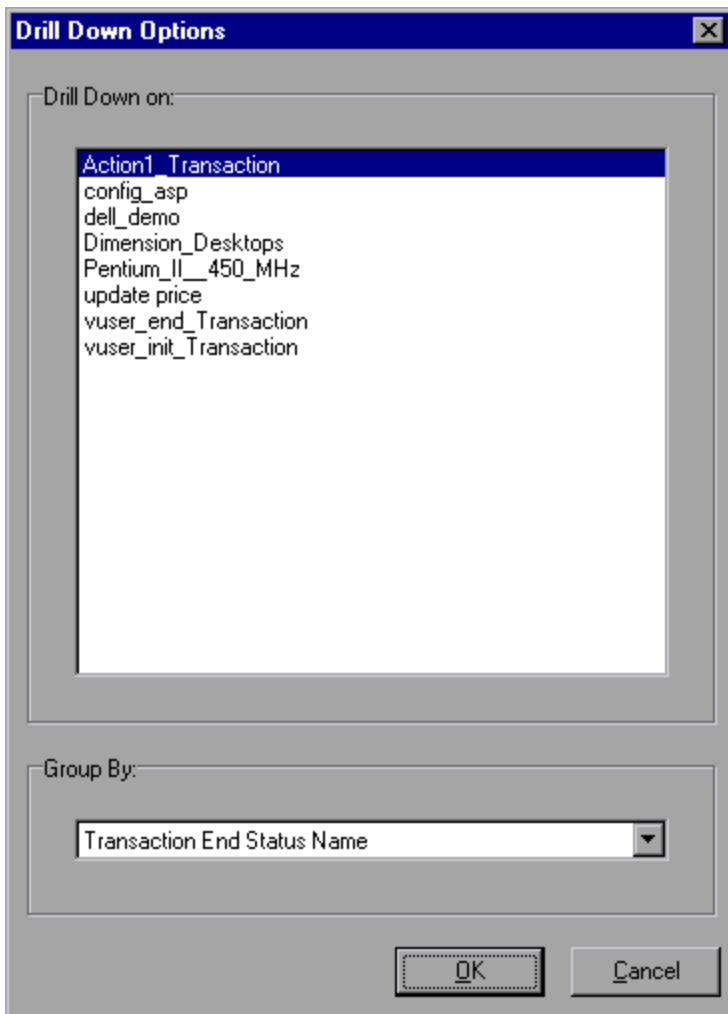 Drill Down Options
Drill Down on:
Action1_Transaction
config_asp
dell_demo
Dimension_Desktops
Pentium_II__450_MHz
update price
vuser_end_Transaction
vuser_init_Transaction
Group By:
Transaction End Status Name
OK Cancel